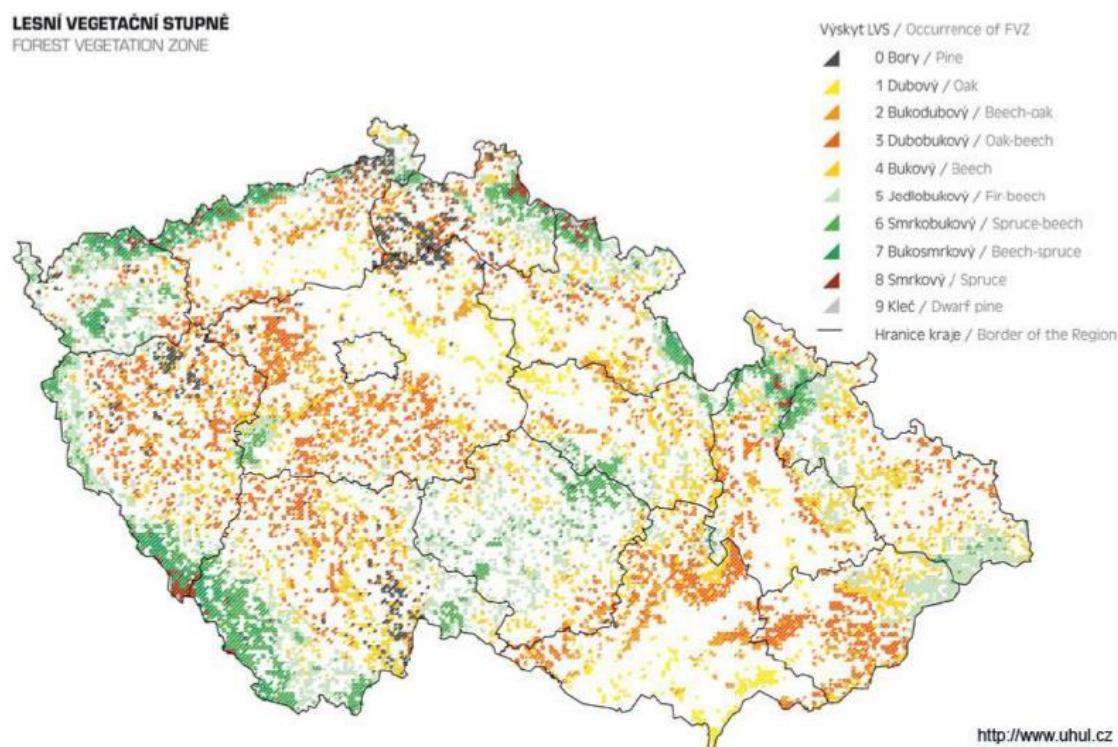 LESNÍ VEGETAČNÍ STUPNĚ
FOREST VEGETATION ZONE
Výskyt LVS / Occurrence of FVZ
0 Bory / Pine
1 Dubový / Oak
2 Bukodubový / Beech-oak
3 Dubobukový / Oak-beech
4 Bukový / Beech
5 Jedlobukový / Fir-beech
6 Smrkobukový / Spruce-beech
7 Bukosmrkový / Beech-spruce
8 Smrkový / Spruce
9 Kleč / Dwarf pine
Hranice kraje / Border of the Region
http://www.uhul.cz